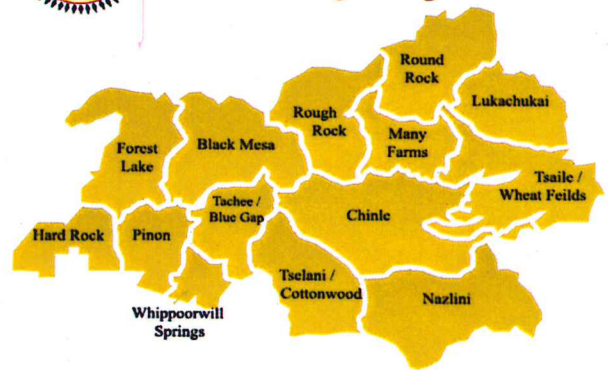 Round
Rock
Lukachukai
Rough
Rock
Many
Farms
Forest
Lake
Black Mesa
Tsaile /
Wheat Feilds
Tachee /
Blue Gap
Chinle
Hard Rock
Pinon
Tselani /
Cottonwood
Nazlini
Whippoorwill
Springs